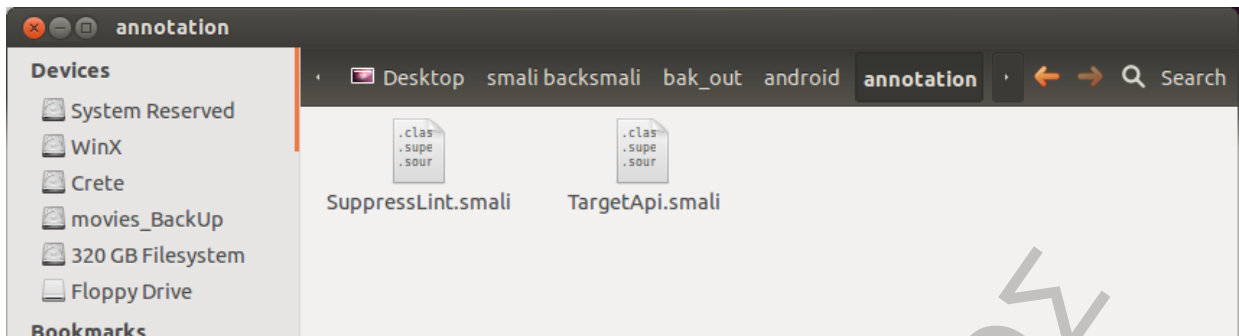 annotation
Devices
System Reserved
WinX
Crete
movies_BackUp
320 GB Filesystem
Floppy Drive
Bookmarks
Desktop smali backsmali bak_out android annotation Search
.clas
.supe
.sour
SuppressLint.smali
.clas
.supe
.sour
TargetApi.smali